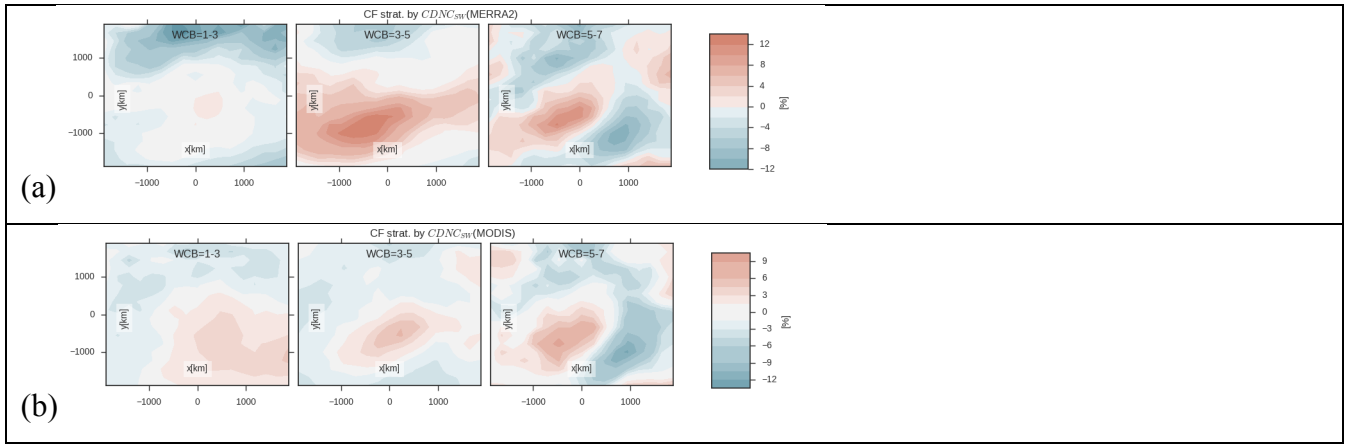 CF strat. by CDNC_SW(MERRA2)
WCB=1-3 WCB=3-5 WCB=5-7
12
1000 8
4
0 y[km] y[km] y[km] 0 [%]
−4
−1000 −8
x[km] x[km] x[km] −12
−1000 0 1000 −1000 0 1000 −1000 0 1000
(a)
CF strat. by CDNC_SW(MODIS)
WCB=1-3 WCB=3-5 WCB=5-7
9
1000 6
3
0 y[km] y[km] y[km] 0 [%]
−3
−6
−1000 −9
x[km] x[km] x[km] −12
−1000 0 1000 −1000 0 1000 −1000 0 1000
(b)